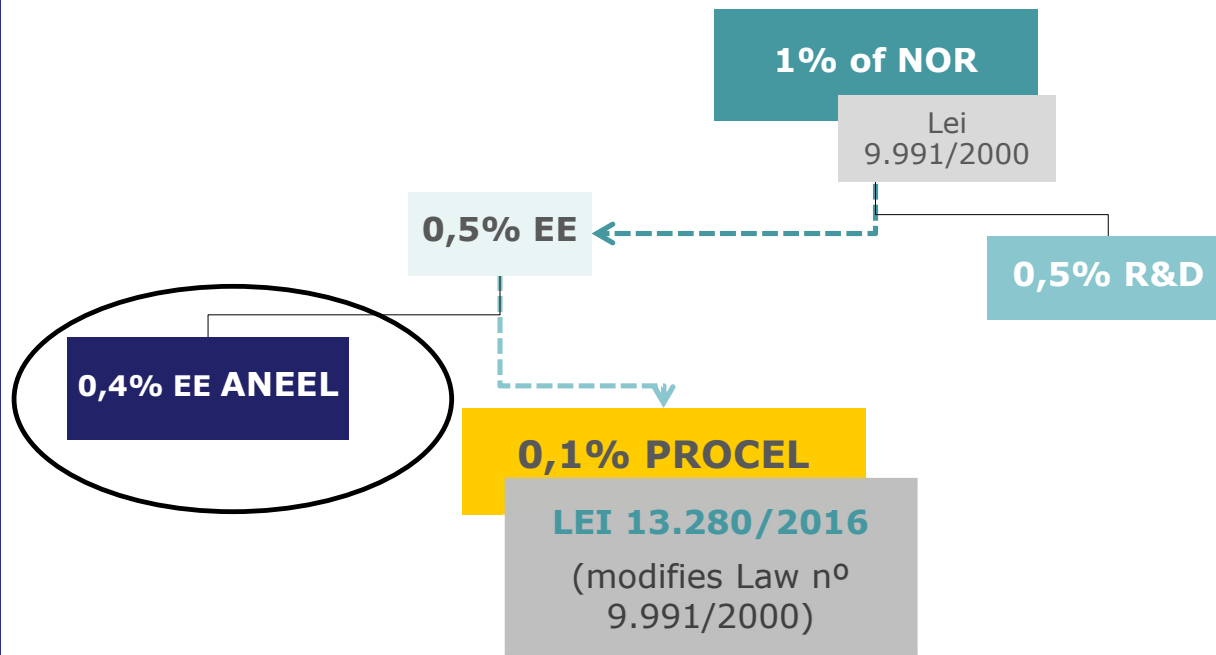 1% of NOR
Lei
9.991/2000
0,5% EE
0,5% R&D
0,4% EE ANEEL
0,1% PROCEL
LEI 13.280/2016
(modifies Law nº
9.991/2000)